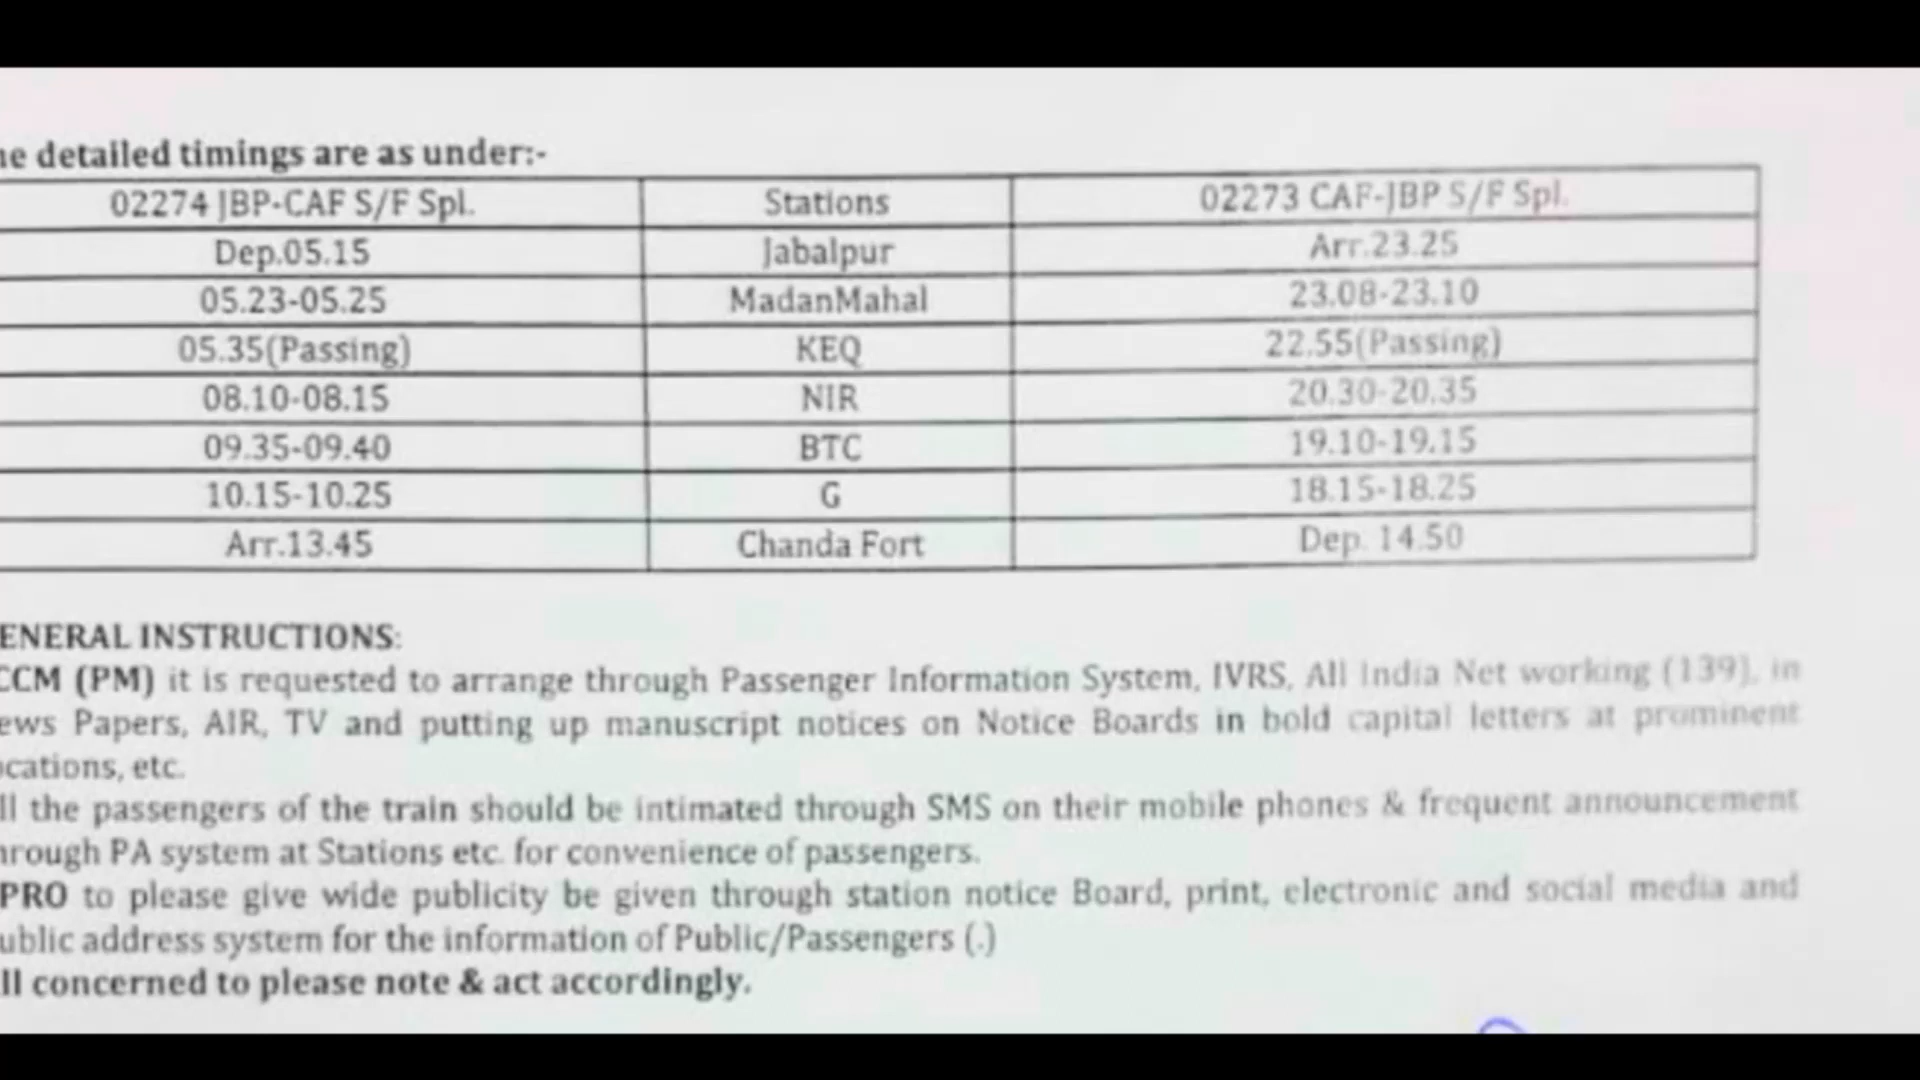 he detailed timings are as under:-
02274 JBP-CAF S/F Spl. Stations 02273 CAF-JBP S/F Spl.
Dep.05.15 Jabalpur Arr.23.25
05.23-05.25 MadanMahal 23.08-23.10
05.35(Passing) KEQ 22.55(Passing)
08.10-08.15 NIR 20.30-20.35
09.35-09.40 BTC 19.10-19.15
10.15-10.25 G 18.15-18.25
Arr.13.45 Chanda Fort Dep. 14.50
ENERAL INSTRUCTIONS:
CCM (PM) it is requested to arrange through Passenger Information System, IVRS, All India Net working (139), in
ews Papers, AIR, TV and putting up manuscript notices on Notice Boards in bold capital letters at prominent
ocations, etc.
ll the passengers of the train should be intimated through SMS on their mobile phones & frequent announcement
hrough PA system at Stations etc. for convenience of passengers.
PRO to please give wide publicity be given through station notice Board, print, electronic and social media and
ublic address system for the information of Public/Passengers (.)
ll concerned to please note & act accordingly.